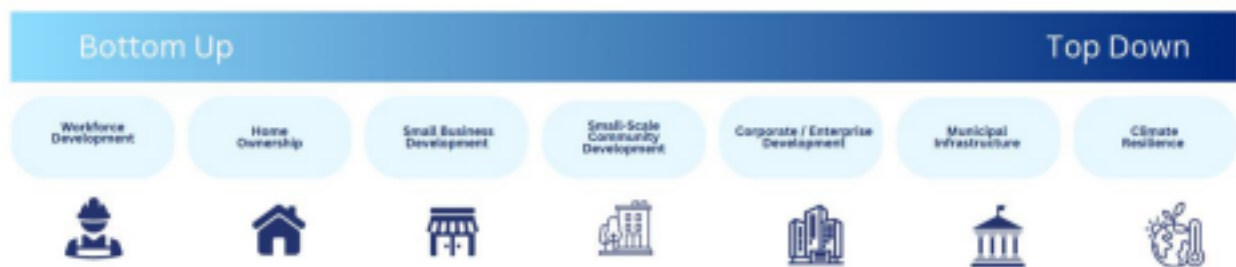 Bottom Up
Top Down
Workforce
Development
Home
Ownership
Small Business
Development
Small-Scale
Community
Development
Corporate / Enterprise
Development
Municipal
Infrastructure
Climate
Resilience